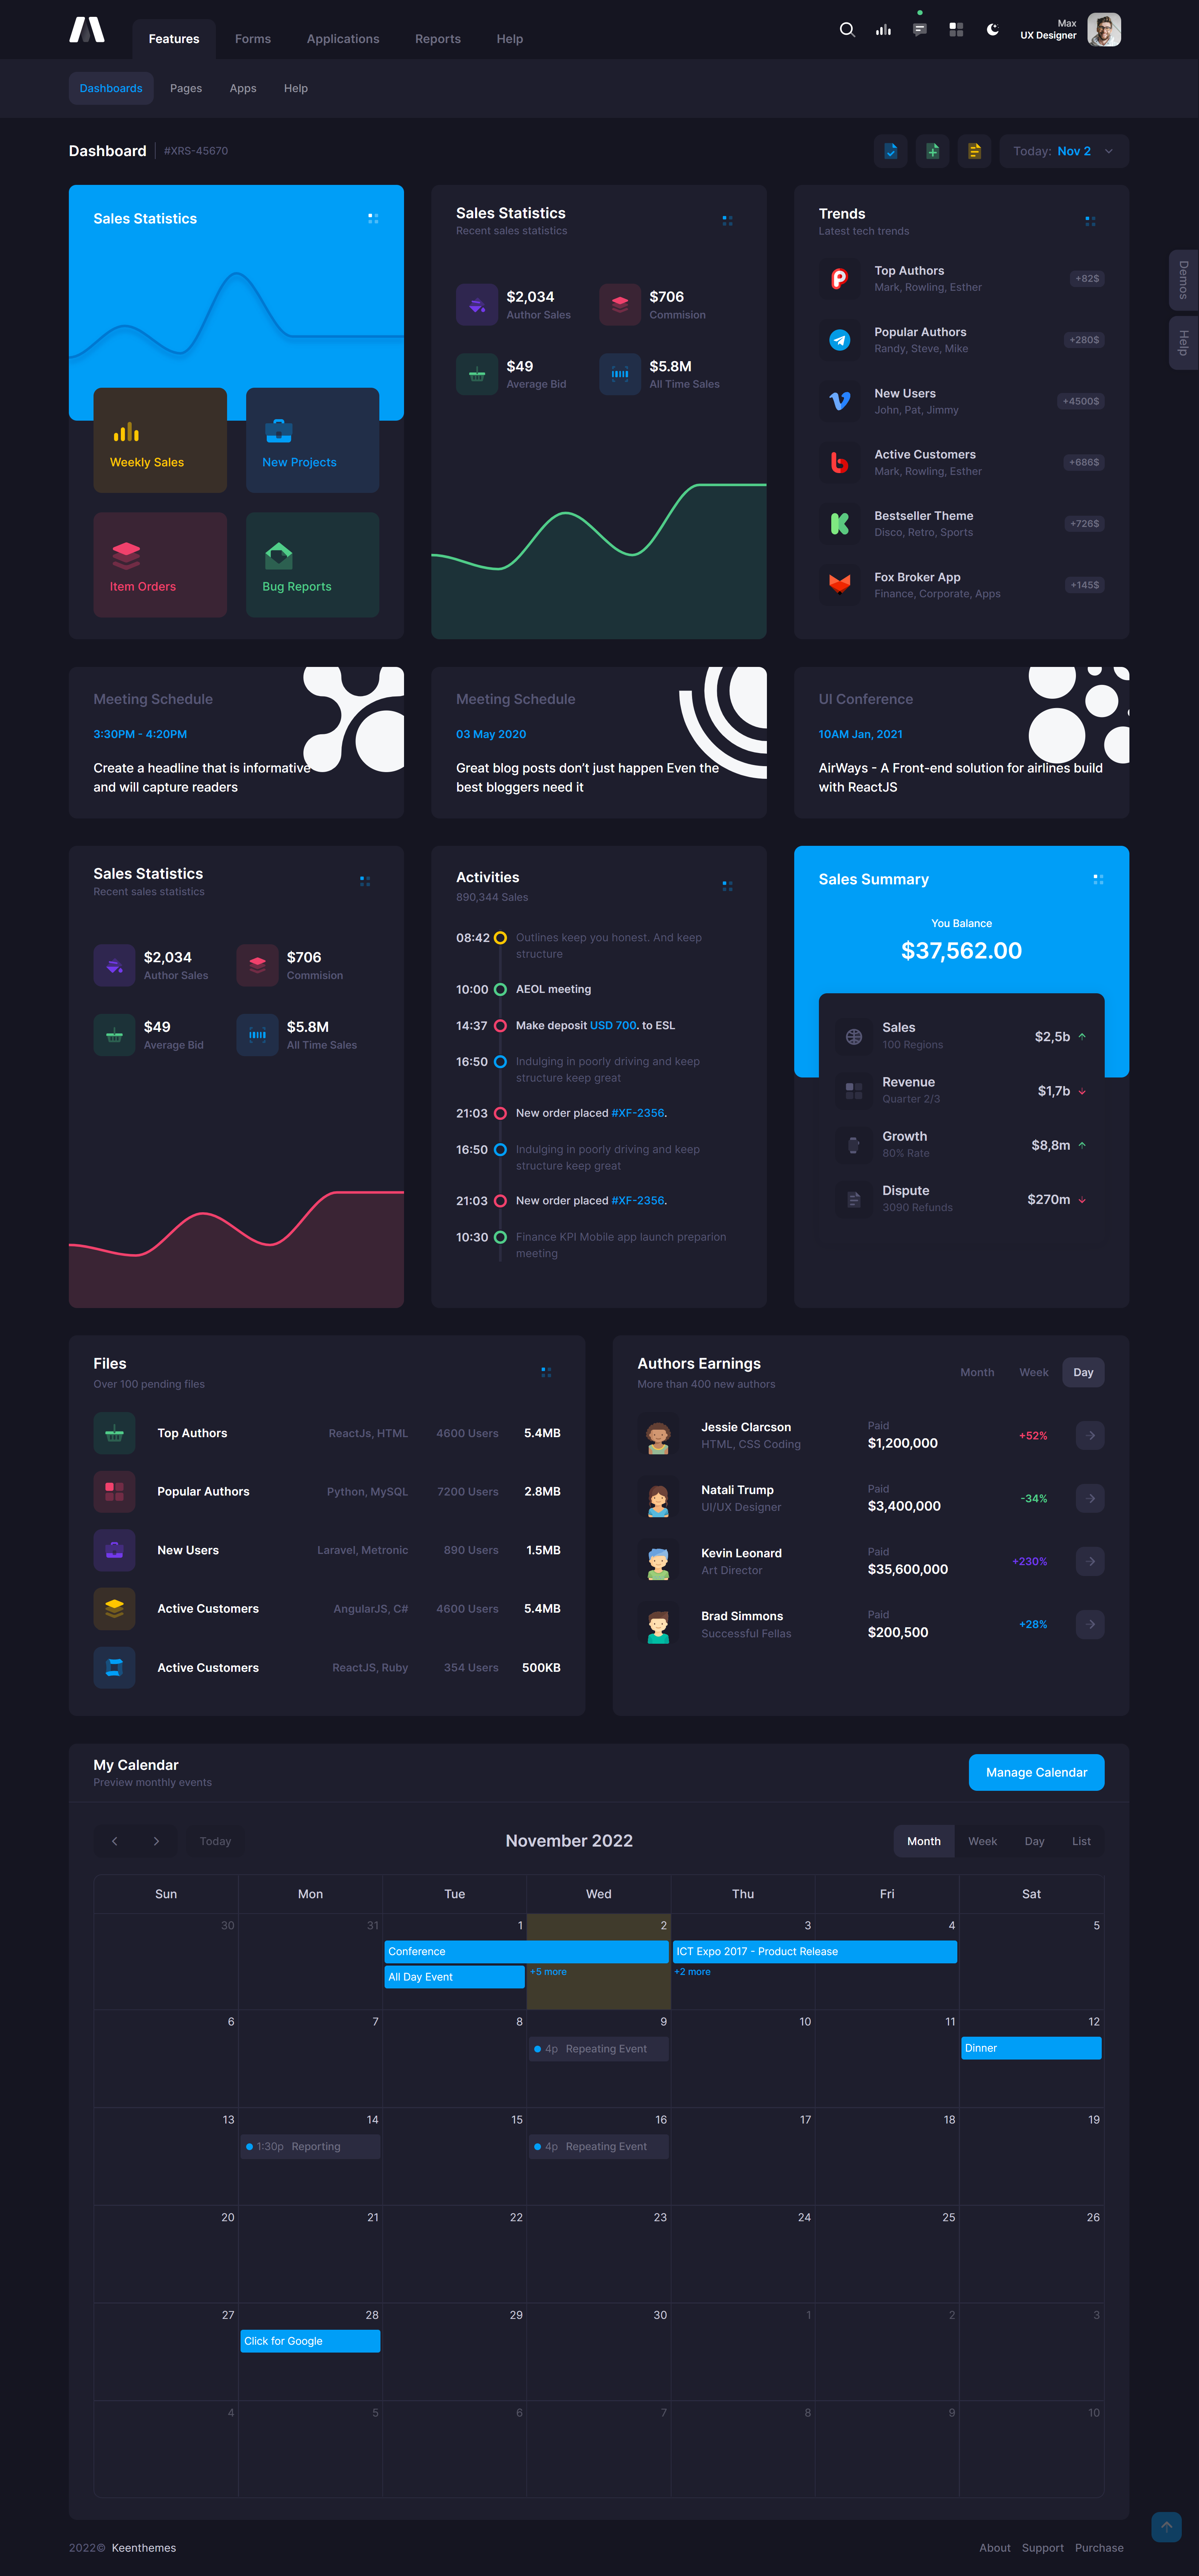 Features
Forms
Applications
Reports
Help
Max
UX Designer
Dashboards
Pages
Apps
Help
Dashboard
#XRS-45670
Today: Nov 2
Demos
Help
Sales Statistics
Weekly Sales
New Projects
Item Orders
Bug Reports
Sales Statistics
Recent sales statistics
$2,034
Author Sales
$706
Commision
$49
Average Bid
$5.8M
All Time Sales
Trends
Latest tech trends
Top Authors
Mark, Rowling, Esther
+82$
Popular Authors
Randy, Steve, Mike
+280$
New Users
John, Pat, Jimmy
+4500$
Active Customers
Mark, Rowling, Esther
+686$
Bestseller Theme
Disco, Retro, Sports
+726$
Fox Broker App
Finance, Corporate, Apps
+145$
Meeting Schedule
3:30PM - 4:20PM
Create a headline that is informative
and will capture readers
Meeting Schedule
03 May 2020
Great blog posts don’t just happen Even the
best bloggers need it
UI Conference
10AM Jan, 2021
AirWays - A Front-end solution for airlines build
with ReactJS
Sales Statistics
Recent sales statistics
$2,034
Author Sales
$706
Commision
$49
Average Bid
$5.8M
All Time Sales
Activities
890,344 Sales
08:42 Outlines keep you honest. And keep
structure
10:00 AEOL meeting
14:37 Make deposit USD 700. to ESL
16:50 Indulging in poorly driving and keep
structure keep great
21:03 New order placed #XF-2356.
16:50 Indulging in poorly driving and keep
structure keep great
21:03 New order placed #XF-2356.
10:30 Finance KPI Mobile app launch preparion
meeting
Sales Summary
You Balance
$37,562.00
Sales
100 Regions
$2,5b
Revenue
Quarter 2/3
$1,7b
Growth
80% Rate
$8,8m
Dispute
3090 Refunds
$270m
Files
Over 100 pending files
Top Authors ReactJs, HTML 4600 Users 5.4MB
Popular Authors Python, MySQL 7200 Users 2.8MB
New Users Laravel, Metronic 890 Users 1.5MB
Active Customers AngularJS, C# 4600 Users 5.4MB
Active Customers ReactJS, Ruby 354 Users 500KB
Authors Earnings
More than 400 new authors
Month Week Day
Jessie Clarcson
HTML, CSS Coding
Paid
$1,200,000
+52%
Natali Trump
UI/UX Designer
Paid
$3,400,000
-34%
Kevin Leonard
Art Director
Paid
$35,600,000
+230%
Brad Simmons
Successful Fellas
Paid
$200,500
+28%
My Calendar
Preview monthly events
Manage Calendar
Today
November 2022
Month Week Day List
Sun Mon Tue Wed Thu Fri Sat
30 31 1 2 3 4 5
Conference
ICT Expo 2017 - Product Release
All Day Event
+5 more
+2 more
6 7 8 9 10 11 12
4p Repeating Event
Dinner
13 14 15 16 17 18 19
1:30p Reporting
4p Repeating Event
20 21 22 23 24 25 26
27 28 29 30 1 2 3
Click for Google
4 5 6 7 8 9 10
2022© Keenthemes
About Support Purchase